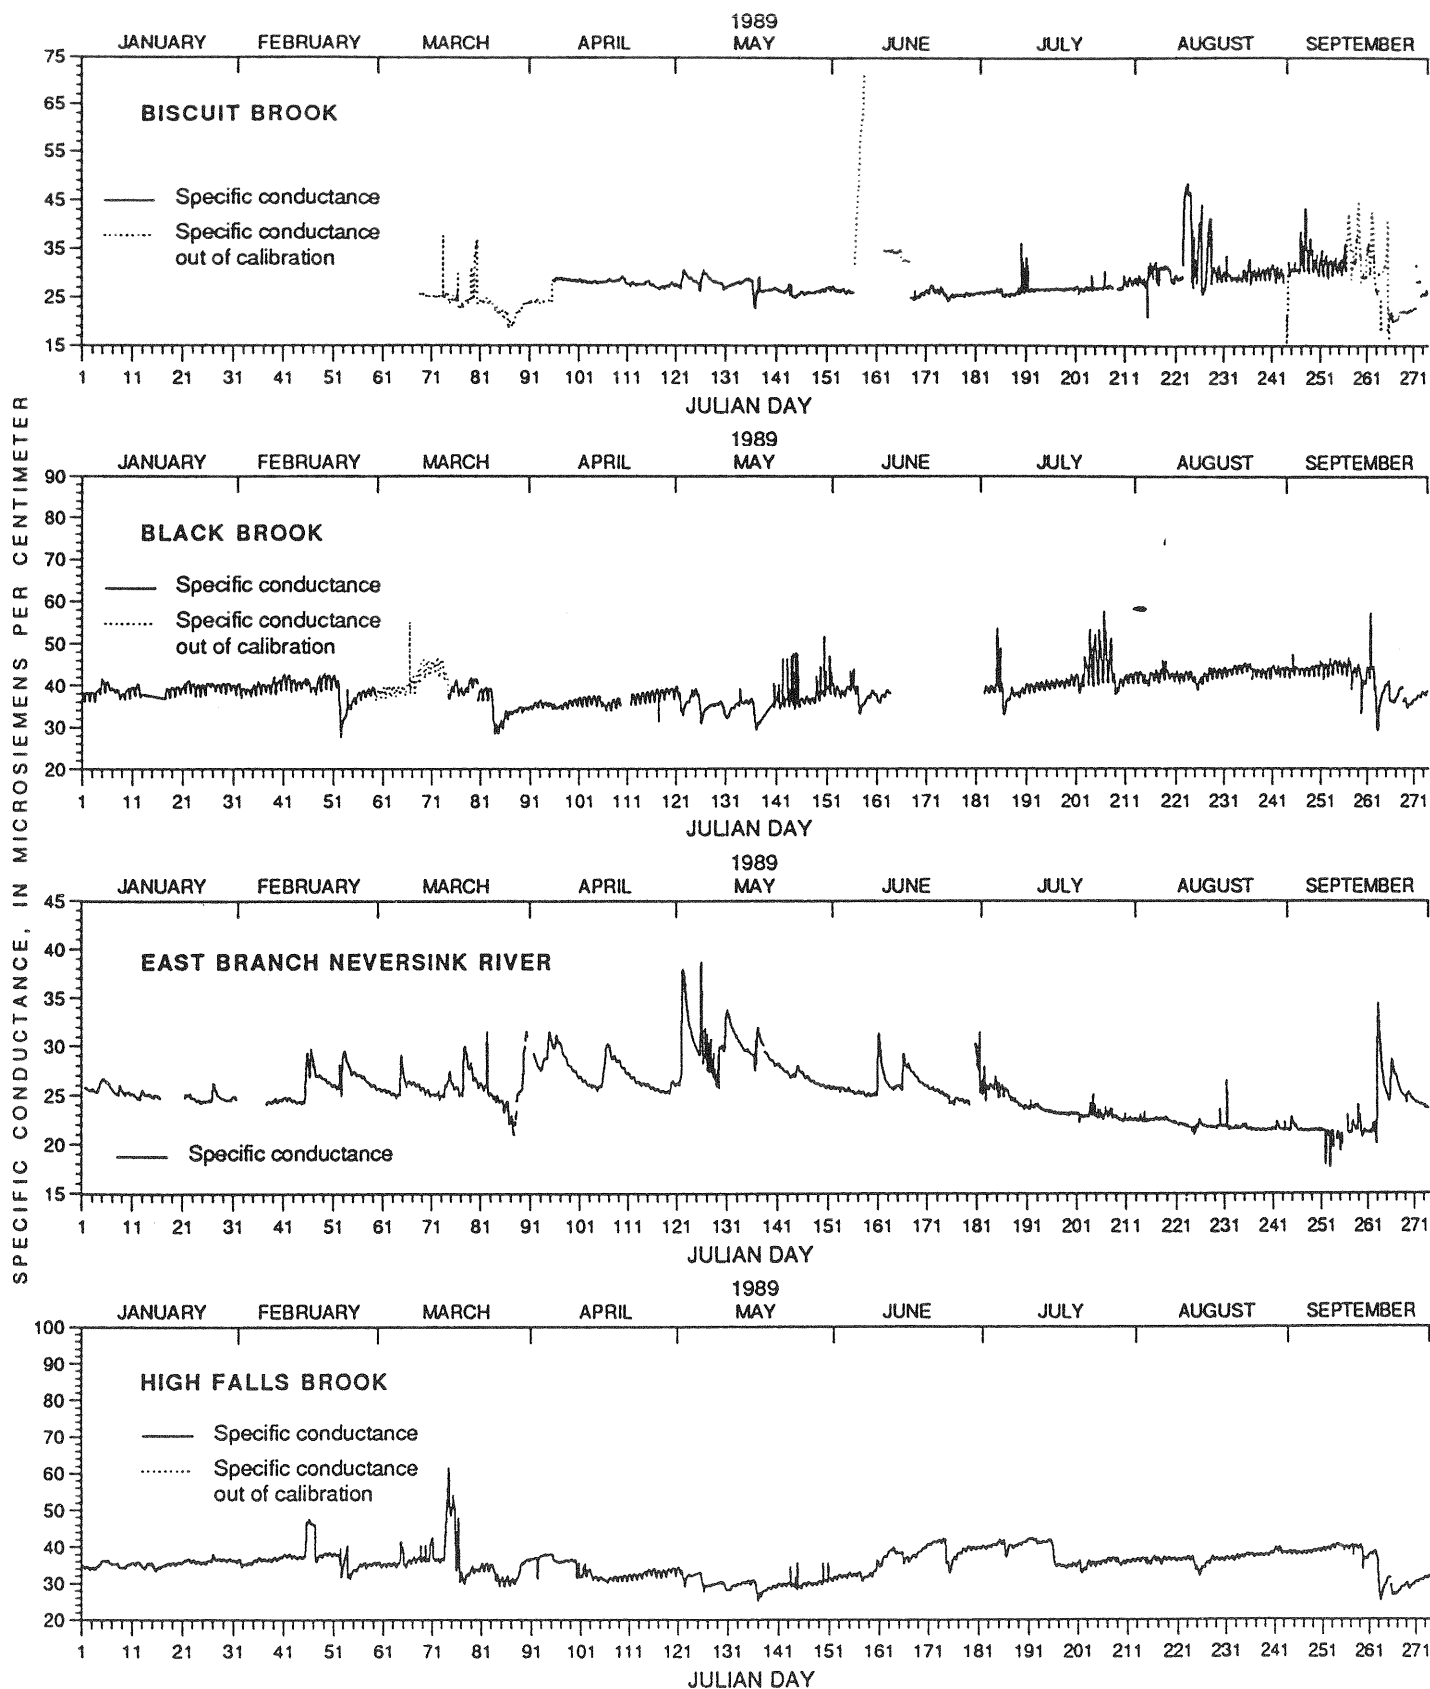 1989
JANUARY FEBRUARY MARCH APRIL MAY JUNE JULY AUGUST SEPTEMBER
75
BISCUIT BROOK
65
55
Specific conductance
45
Specific conductance
out of calibration
35
25
15
1 11 21 31 41 51 61 71 81 91 101 111 121 131 141 151 161 171 181 191 201 211 221 231 241 251 261 271
JULIAN DAY
SPECIFIC CONDUCTANCE, IN MICROSIEMENS PER CENTIMETER
1989
JANUARY FEBRUARY MARCH APRIL MAY JUNE JULY AUGUST SEPTEMBER
90
80
BLACK BROOK
70
Specific conductance
60
Specific conductance
out of calibration
50
40
30
20
1 11 21 31 41 51 61 71 81 91 101 111 121 131 141 151 161 171 181 191 201 211 221 231 241 251 261 271
JULIAN DAY
1989
JANUARY FEBRUARY MARCH APRIL MAY JUNE JULY AUGUST SEPTEMBER
45
40
EAST BRANCH NEVERSINK RIVER
35
30
25
20
Specific conductance
15
1 11 21 31 41 51 61 71 81 91 101 111 121 131 141 151 161 171 181 191 201 211 221 231 241 251 261 271
JULIAN DAY
1989
JANUARY FEBRUARY MARCH APRIL MAY JUNE JULY AUGUST SEPTEMBER
100
90
HIGH FALLS BROOK
80
70
Specific conductance
60
Specific conductance
out of calibration
50
40
30
20
1 11 21 31 41 51 61 71 81 91 101 111 121 131 141 151 161 171 181 191 201 211 221 231 241 251 261 271
JULIAN DAY